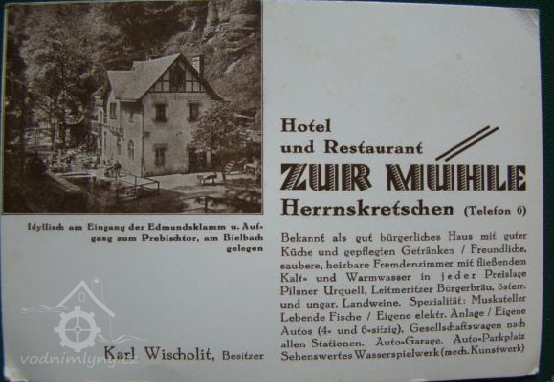 Hotel
und Restaurant
ZUR MÜHLE
Herrnskretschen (Telefon 6)
Idyllisch am Eingang der Edmundsklamm u. Auf-
gang zum Prebischtor, am Bielbach
gelegen
Bekannt als gut bürgerliches Haus mit guter
Küche und gepflegten Getränken / Freundliche,
saubere, heizbare Fremdenzimmer mit fließenden
Kalt- und Warmwasser in jeder Preislage
Pilsner Urquell, Leitmeritzer Bürgerbräu, österr.
und ungar. Landweine. Spezialität: Muskateller
Lebende Fische / Eigene elektr. Anlage / Eigene
Autos (4- und 6-sitzig). Gesellschaftswagen nach
allen Stationen. Auto-Garage. Auto-Parkplatz
Sehenswertes Wasserspielwerk (mech. Kunstwerk)
Karl Wischolit, Besitzer
vodnimlyny.cz